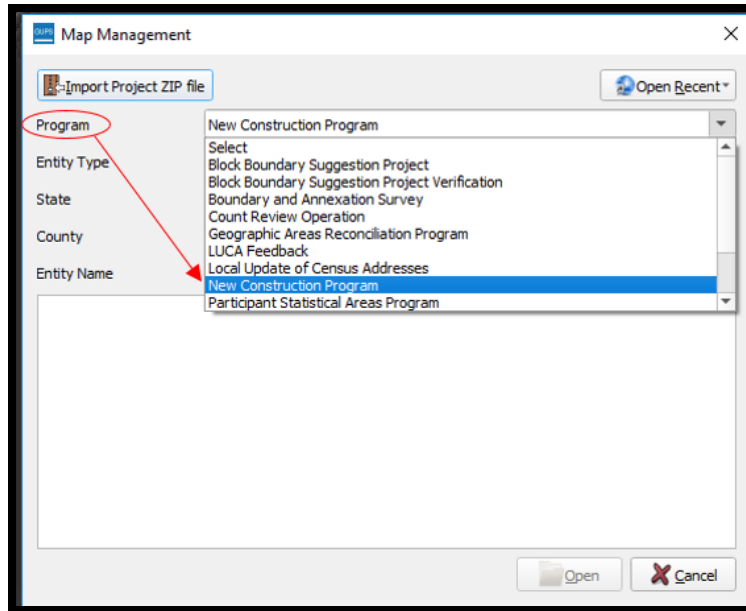 GUPS Map Management
Import Project ZIP file
Open Recent
Program New Construction Program
Select
Entity Type Block Boundary Suggestion Project
Block Boundary Suggestion Project Verification
State Boundary and Annexation Survey
Count Review Operation
County Geographic Areas Reconciliation Program
LUCA Feedback
Entity Name Local Update of Census Addresses
New Construction Program
Participant Statistical Areas Program
Open
Cancel